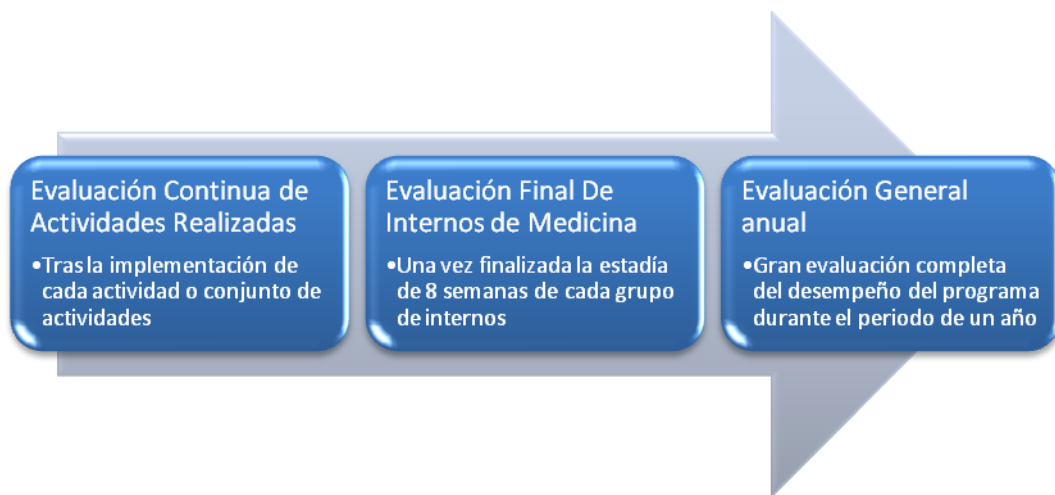 Evaluación Continua de
Actividades Realizadas
•Tras la implementación de
cada actividad o conjunto de
actividades
Evaluación Final De
Internos de Medicina
•Una vez finalizada la estadía
de 8 semanas de cada grupo
de internos
Evaluación General
anual
•Gran evaluación completa
del desempeño del programa
durante el periodo de un año